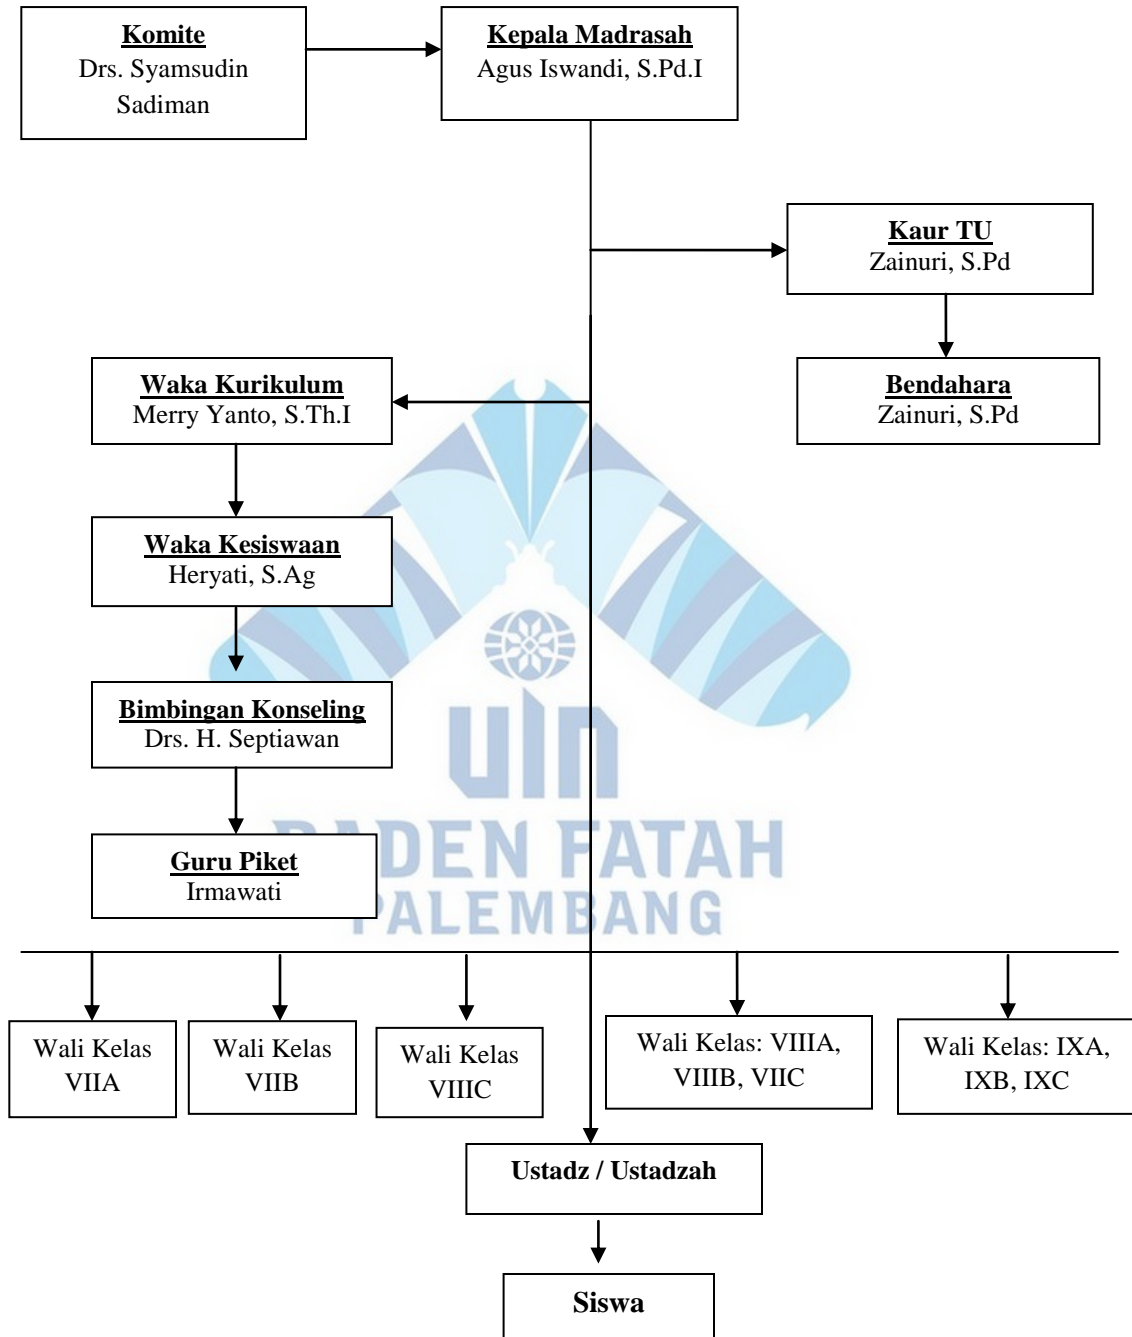 Komite
Drs. Syamsudin
Sadiman
Kepala Madrasah
Agus Iswandi, S.Pd.I
Kaur TU
Zainuri, S.Pd
Bendahara
Zainuri, S.Pd
Waka Kurikulum
Merry Yanto, S.Th.I
Waka Kesiswaan
Heryati, S.Ag
Bimbingan Konseling
Drs. H. Septiawan
Guru Piket
Irmawati
uin
RADEN FATAH
PALEMBANG
Wali Kelas
VIIA
Wali Kelas
VIIB
Wali Kelas
VIIIC
Wali Kelas: VIIIA,
VIIIB, VIIC
Wali Kelas: IXA,
IXB, IXC
Ustadz / Ustadzah
Siswa